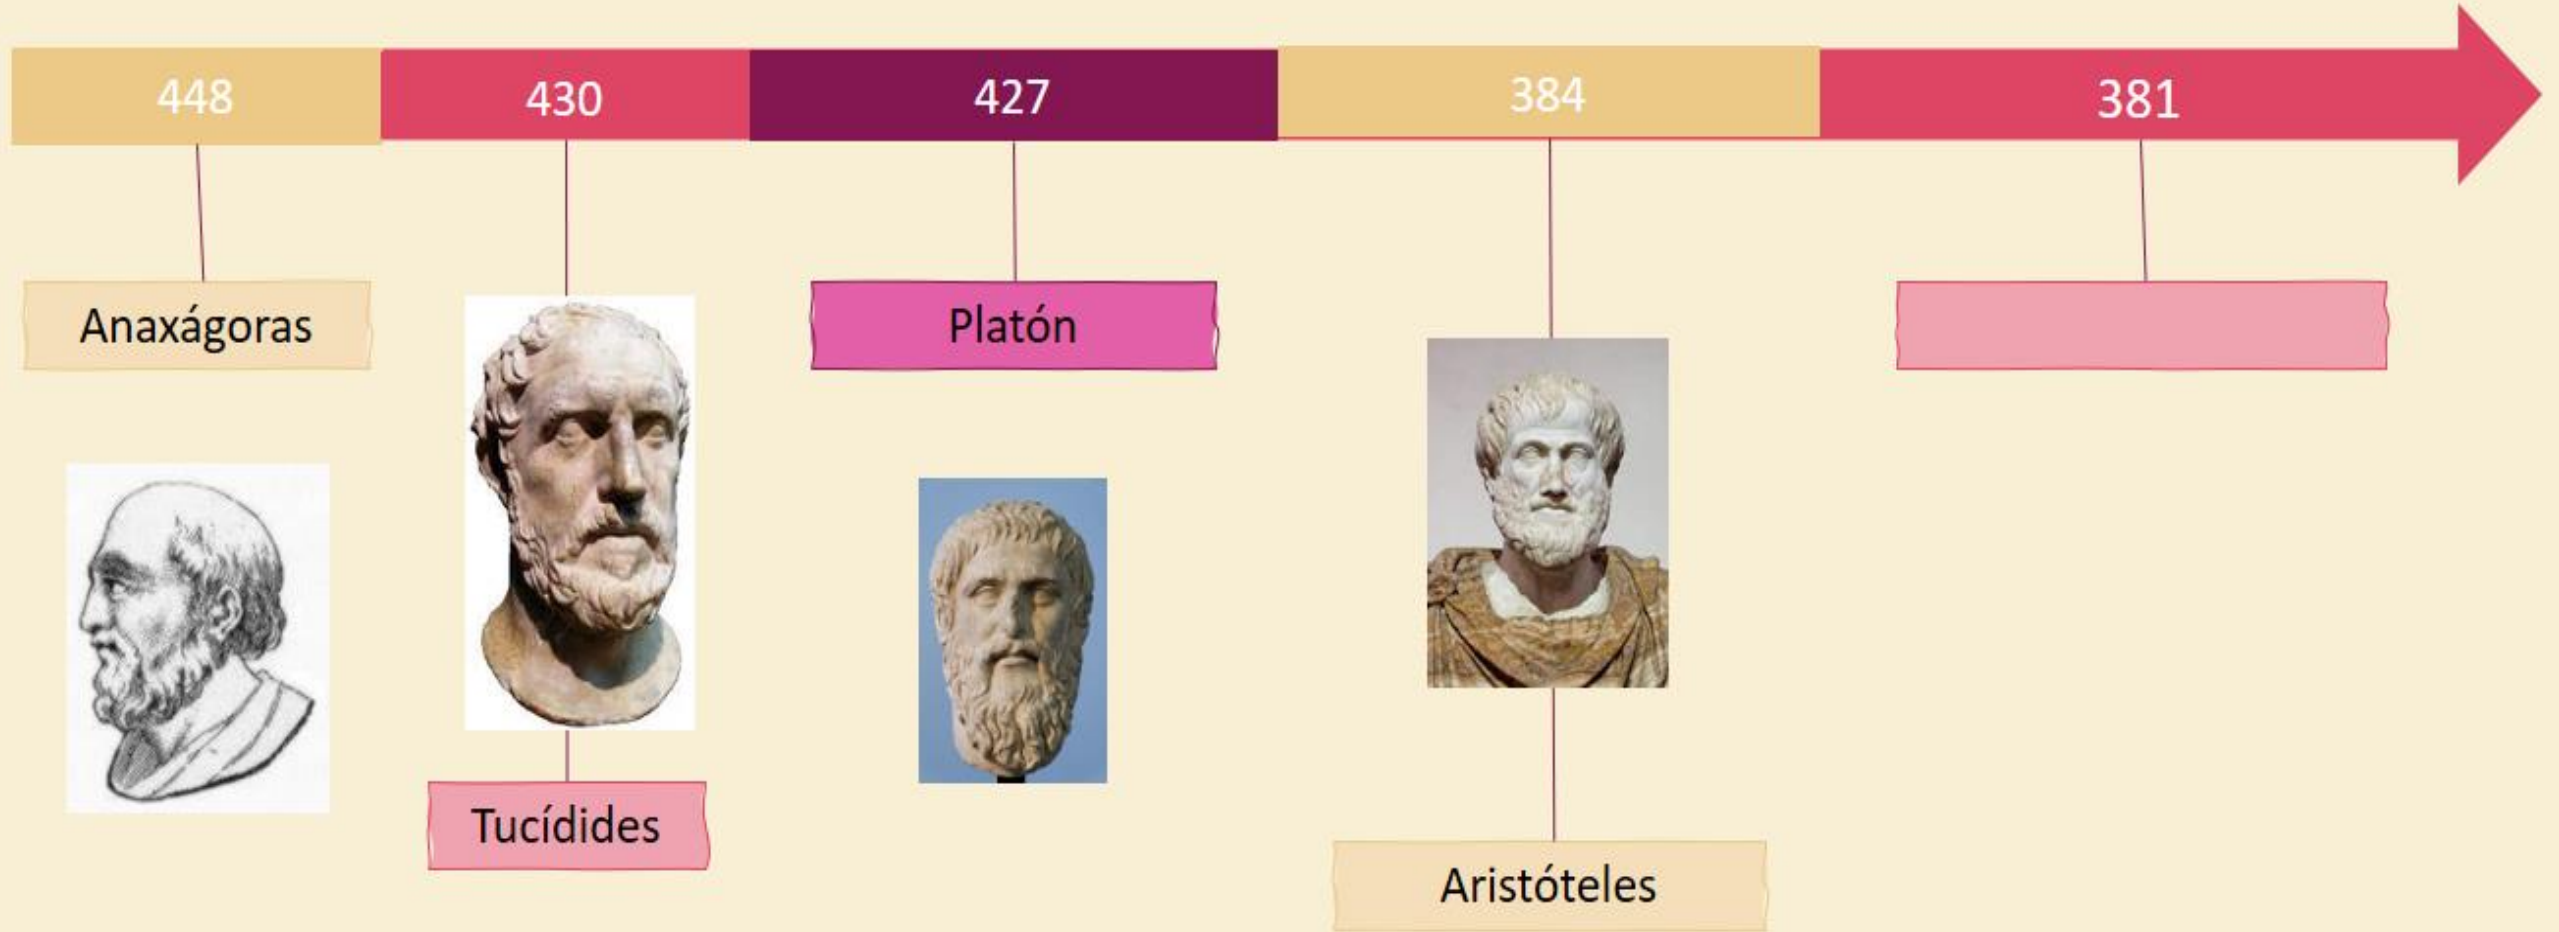 448
430
427
384
381
Anaxágoras
Platón
Tucídides
Aristóteles